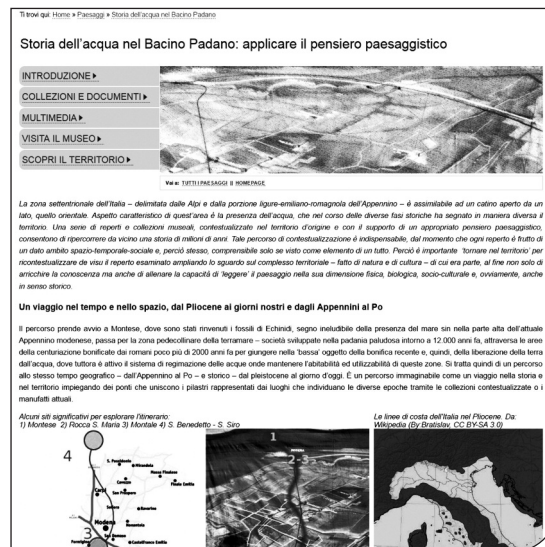 Ti trovi qui: Home » Paesaggi » Storia dell'acqua nel Bacino Padano
Storia dell'acqua nel Bacino Padano: applicare il pensiero paesaggistico
INTRODUZIONE
COLLEZIONI E DOCUMENTI
MULTIMEDIA
VISITA IL MUSEO
SCOPRI IL TERRITORIO
Vai a: TUTTI I PAESAGGI || HOMEPAGE
La zona settentrionale dell'Italia – delimitata dalle Alpi e dalla porzione ligure-emiliano-romagnola dell'Appennino – è assimilabile ad un catino aperto da un
lato, quello orientale. Aspetto caratteristico di quest'area è la presenza dell'acqua, che nel corso delle diverse fasi storiche ha segnato in maniera diversa il
territorio. Una serie di reperti e collezioni museali, contestualizzate nel territorio d'origine e con il supporto di un appropriato pensiero paesaggistico,
consentono di ripercorrere da vicino una storia di milioni di anni. Tale percorso di contestualizzazione è indispensabile, dal momento che ogni reperto è frutto di
un dato ambito spazio-temporale-sociale e, perciò stesso, comprensibile solo se visto come elemento di un tutto. Perciò è importante 'tornare nel territorio' per
ricontestualizzare de visu il reperto esaminato ampliando lo sguardo sul complesso territoriale – fatto di natura e di cultura – di cui era parte, al fine non solo di
arricchire la conoscenza ma anche di allenare la capacità di 'leggere' il paesaggio nella sua dimensione fisica, biologica, socio-culturale e, ovviamente, anche
in senso storico.
Un viaggio nel tempo e nello spazio, dal Pliocene ai giorni nostri e dagli Appennini al Po
Il percorso prende avvio a Montese, dove sono stati rinvenuti i fossili di Echinidi, segno ineludibile della presenza del mare sin nella parte alta dell'attuale
Appennino modenese, passa per la zona pedecollinare della terramare – società sviluppate nella padania paludosa intorno a 12.000 anni fa, attraversa le aree
della centuriazione bonificate dai romani poco più di 2000 anni fa per giungere nella 'bassa' oggetto della bonifica recente e, quindi, della liberazione della terra
dall'acqua, dove tuttora è attivo il sistema di regimazione delle acque onde mantenere l'abitabilità ed utilizzabilità di queste zone. Si tratta quindi di un percorso
allo stesso tempo geografico – dall'Appennino al Po – e storico – dal pleistocene al giorno d'oggi. È un percorso immaginabile come un viaggio nella storia e
nel territorio impiegando dei ponti che uniscono i pilastri rappresentati dai luoghi che individuano le diverse epoche tramite le collezioni contestualizzate o i
manufatti attuali.
Alcuni siti significativi per esplorare l'itinerario:
1) Montese 2) Rocca S. Maria 3) Montale 4) S. Benedetto - S. Siro
Le linee di costa dell'Italia nel Pliocene. Da:
Wikipedia (By Bratislav, CC BY-SA 3.0)
4
S. Possidonio
Mirandola
Massa Finalese
Cavezzo
Finale Emilia
Carpi
San Prospero
Ravarino
Modena
Nonantola
Castelfranco Emilia
3
1
2-3